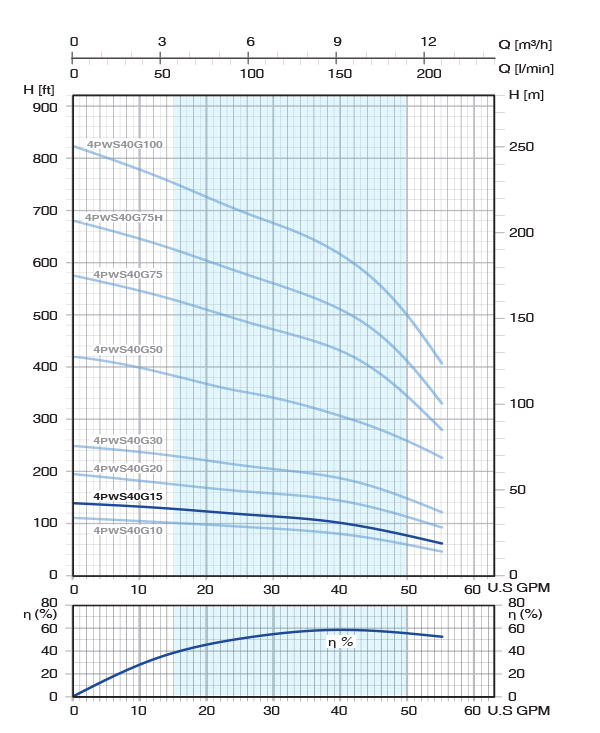 0 3 6 9 12 Q [m³/h]
0 50 100 150 200 Q [l/min]
H [ft] H [m]
900
4PWS40G100 250
800
700 4PWS40G75H
200
600 4PWS40G75
500 150
4PWS40G50
400
100
300
4PWS40G30
200 4PWS40G20
4PWS40G15 50
100 4PWS40G10
0 0
0 10 20 30 40 50 60 U.S GPM
80 80
η (%) η (%)
60 60
η %
40 40
20 20
0 0
0 10 20 30 40 50 60 U.S GPM